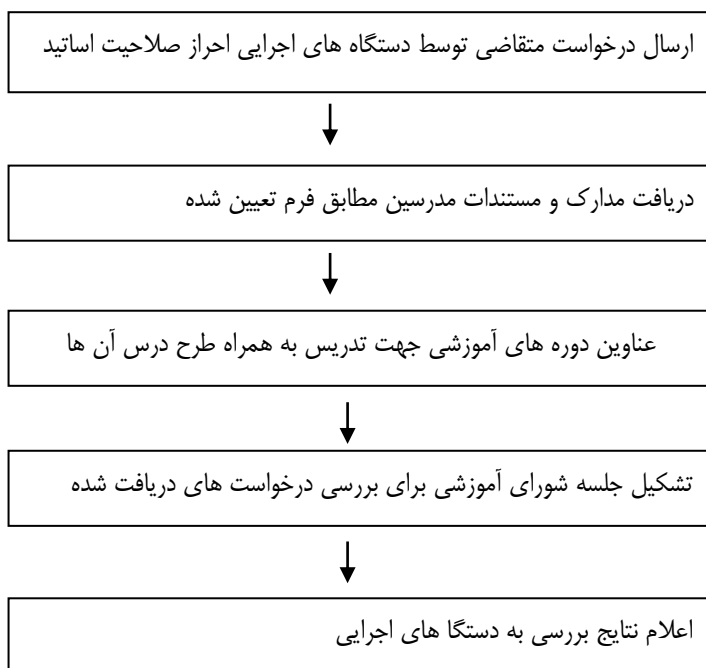 ارسال درخواست متقاضی توسط دستگاه های اجرایی احراز صلاحیت اساتید
دریافت مدارک و مستندات مدرسین مطابق فرم تعیین شده
عناوین دوره های آموزشی جهت تدریس به همراه طرح درس آن ها
تشکیل جلسه شورای آموزشی برای بررسی درخواست های دریافت شده
اعلام نتایج بررسی به دستگا های اجرایی